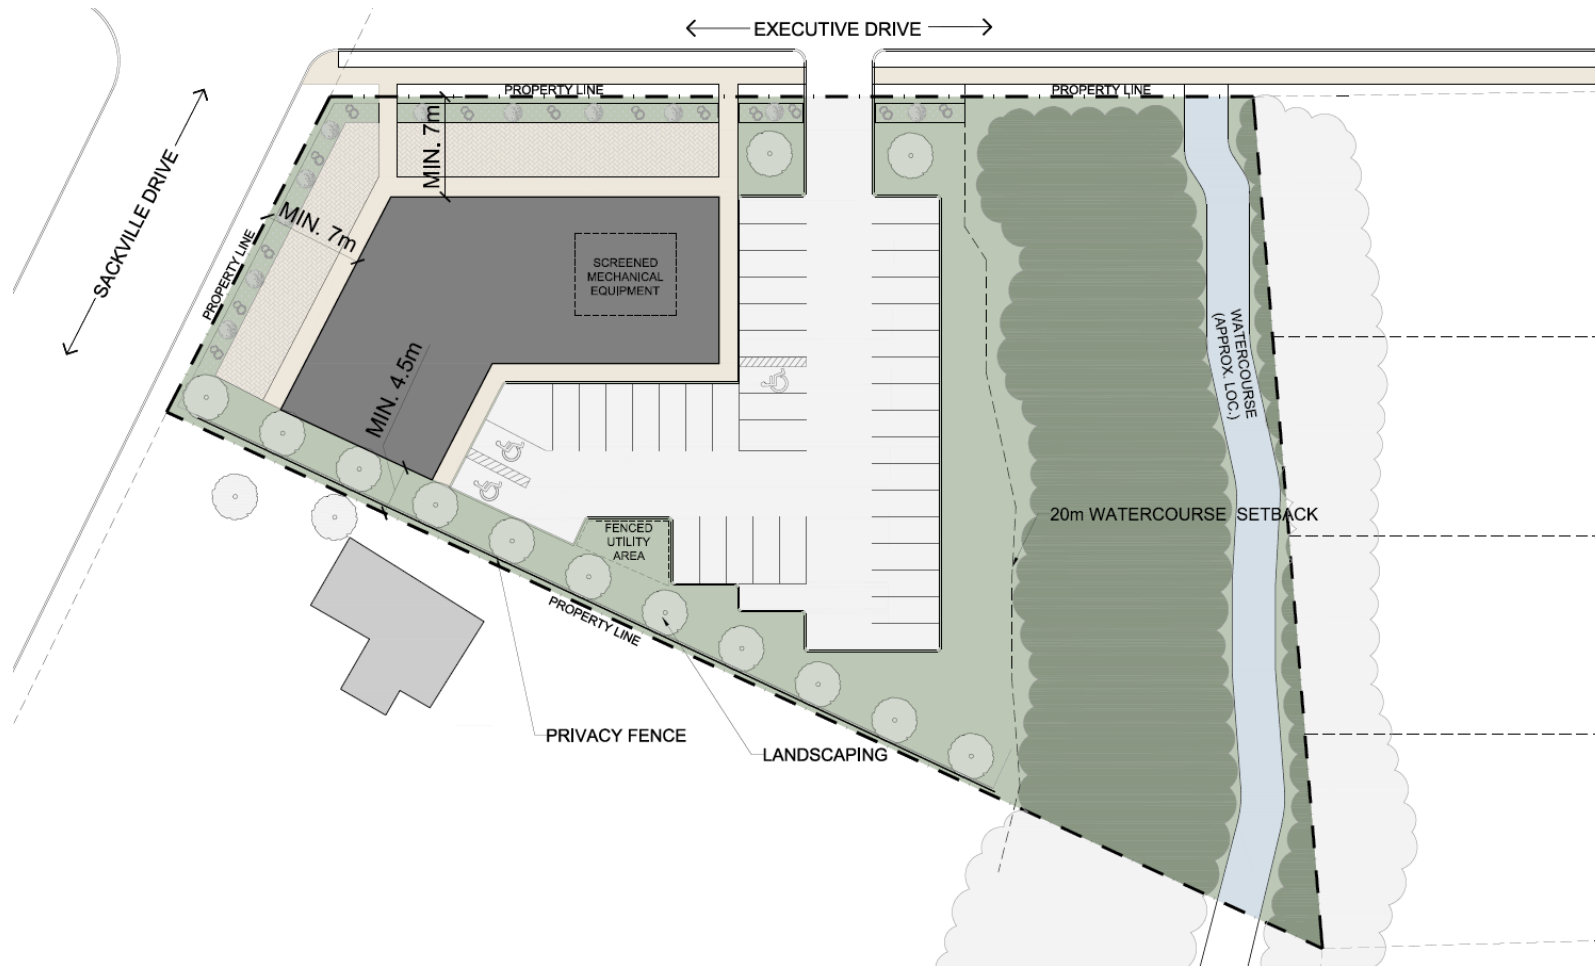 EXECUTIVE DRIVE
PROPERTY LINE
PROPERTY LINE
MIN. 7m
SACKVILLE DRIVE
MIN. 7m
PROPERTY LINE
SCREENED
MECHANICAL
EQUIPMENT
MIN. 4.5m
WATERCOURSE
(APPROX. LOC.)
20m WATERCOURSE SETBACK
FENCED
UTILITY
AREA
PROPERTY LINE
PRIVACY FENCE
LANDSCAPING